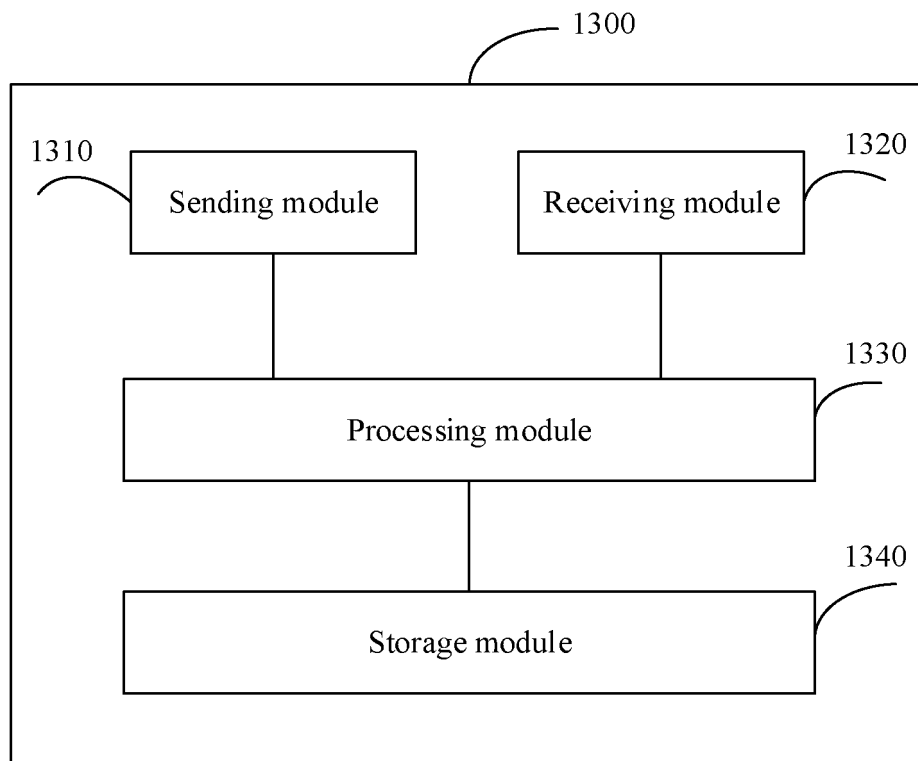 1300
1310
1320
Sending module
Receiving module
1330
Processing module
1340
Storage module